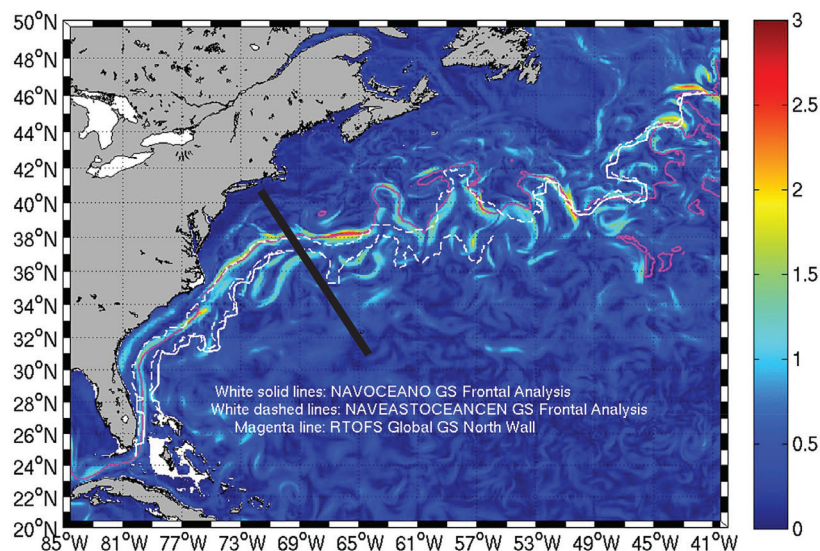 50°N
48°N
46°N
44°N
42°N
40°N
38°N
36°N
34°N
32°N
30°N
28°N
26°N
24°N
22°N
20°N
85°W 81°W 77°W 73°W 69°W 65°W 61°W 57°W 53°W 49°W 45°W 41°W
White solid lines: NAVOCEANO GS Frontal Analysis
White dashed lines: NAVEASTOCEANCEN GS Frontal Analysis
Magenta line: RTOFS Global GS North Wall
3
2.5
2
1.5
1
0.5
0